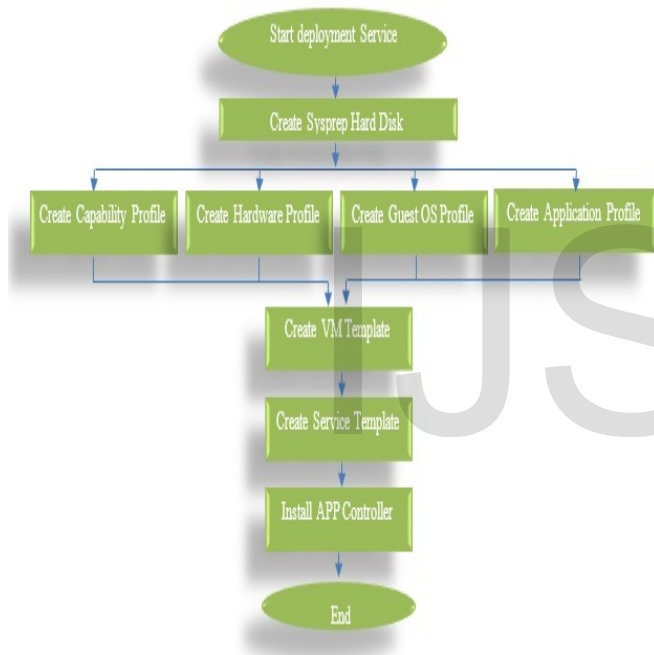 Start deployment Service
Create Sysprep Hard Disk
Create Capability Profile
Create Hardware Profile
Create Guest OS Profile
Create Application Profile
Create VM Template
Create Service Template
Install APP Controller
End
IJS